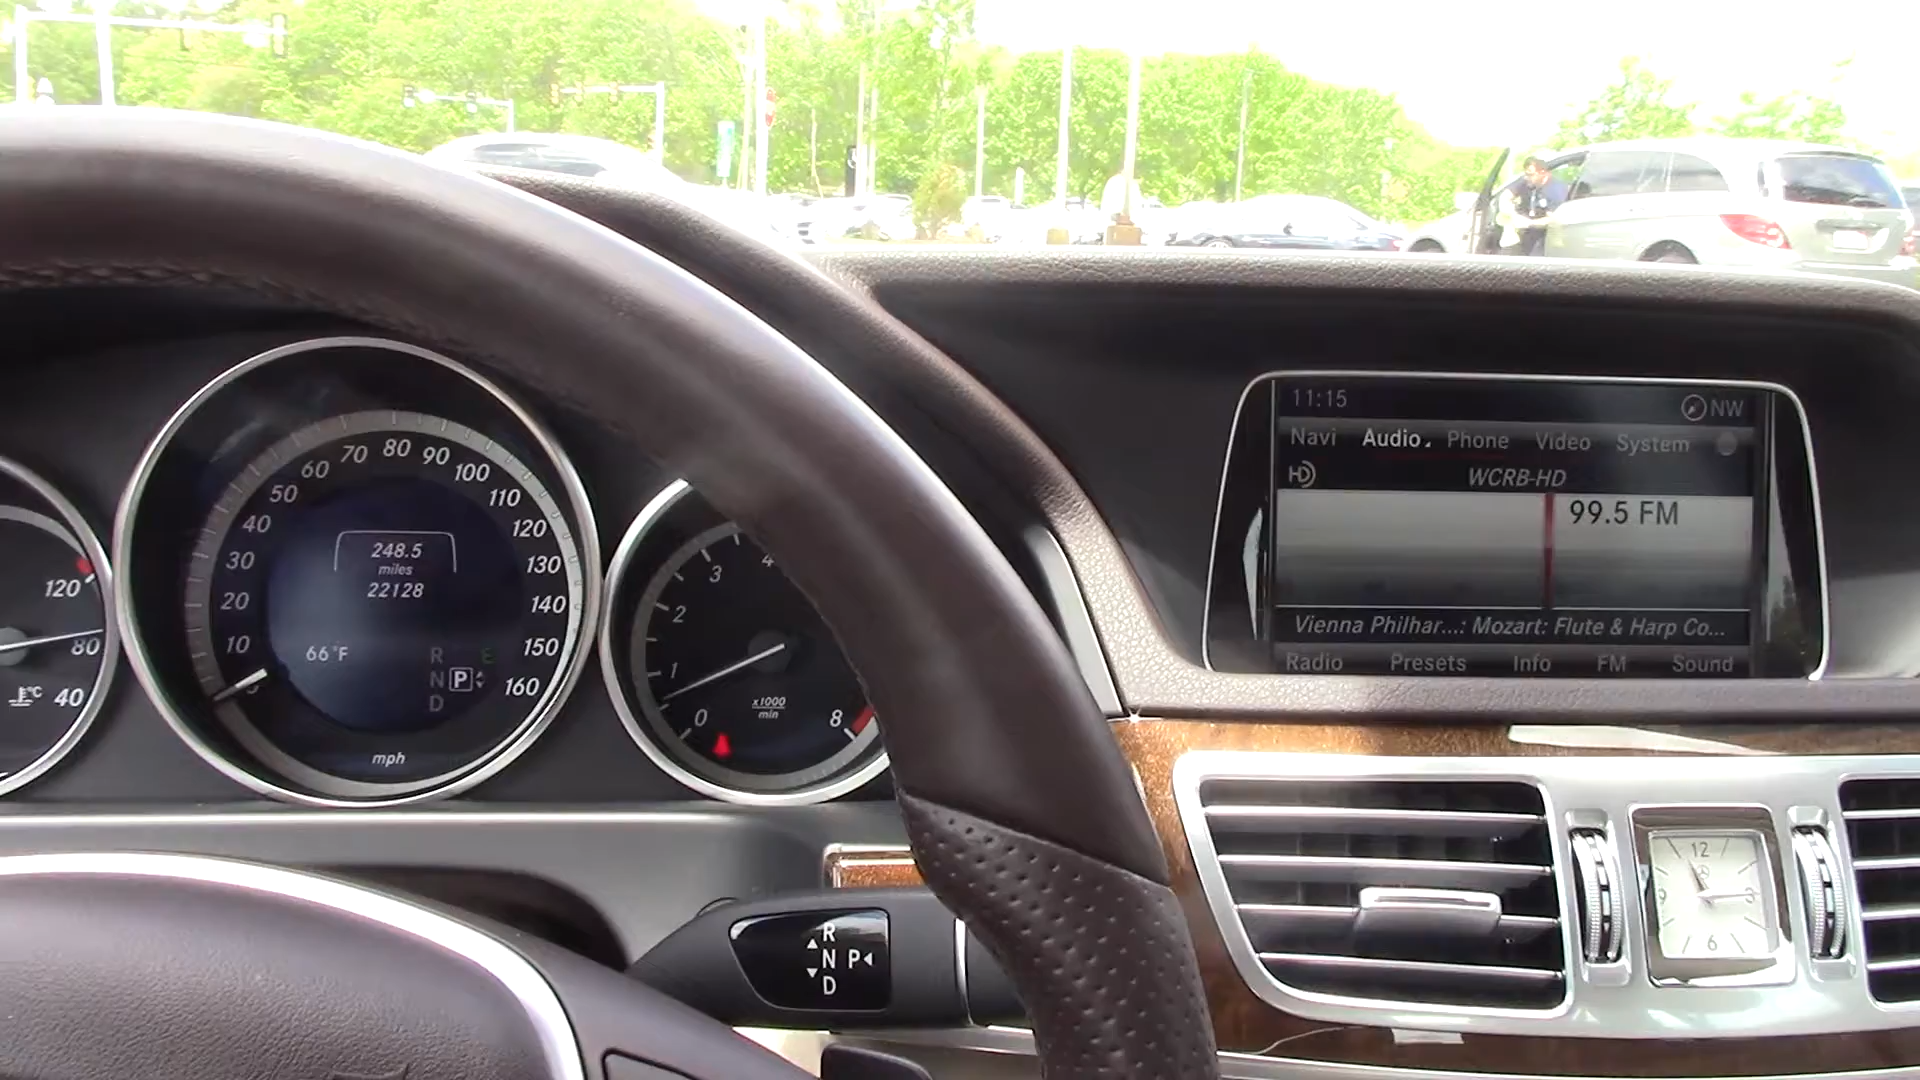 120
80
°C 40
10
20
30
40
50
60
70
80
90
100
110
120
130
140
150
160
248.5
miles
22128
66°F
R E
N P
D
mph
0
1
2
3
4
8
x1000
min
R
N P
D
11:15 NW
Navi Audio Phone Video System
HD WCRB-HD
99.5 FM
Vienna Philhar...: Mozart: Flute & Harp Co...
Radio Presets Info FM Sound
12
9 3
6